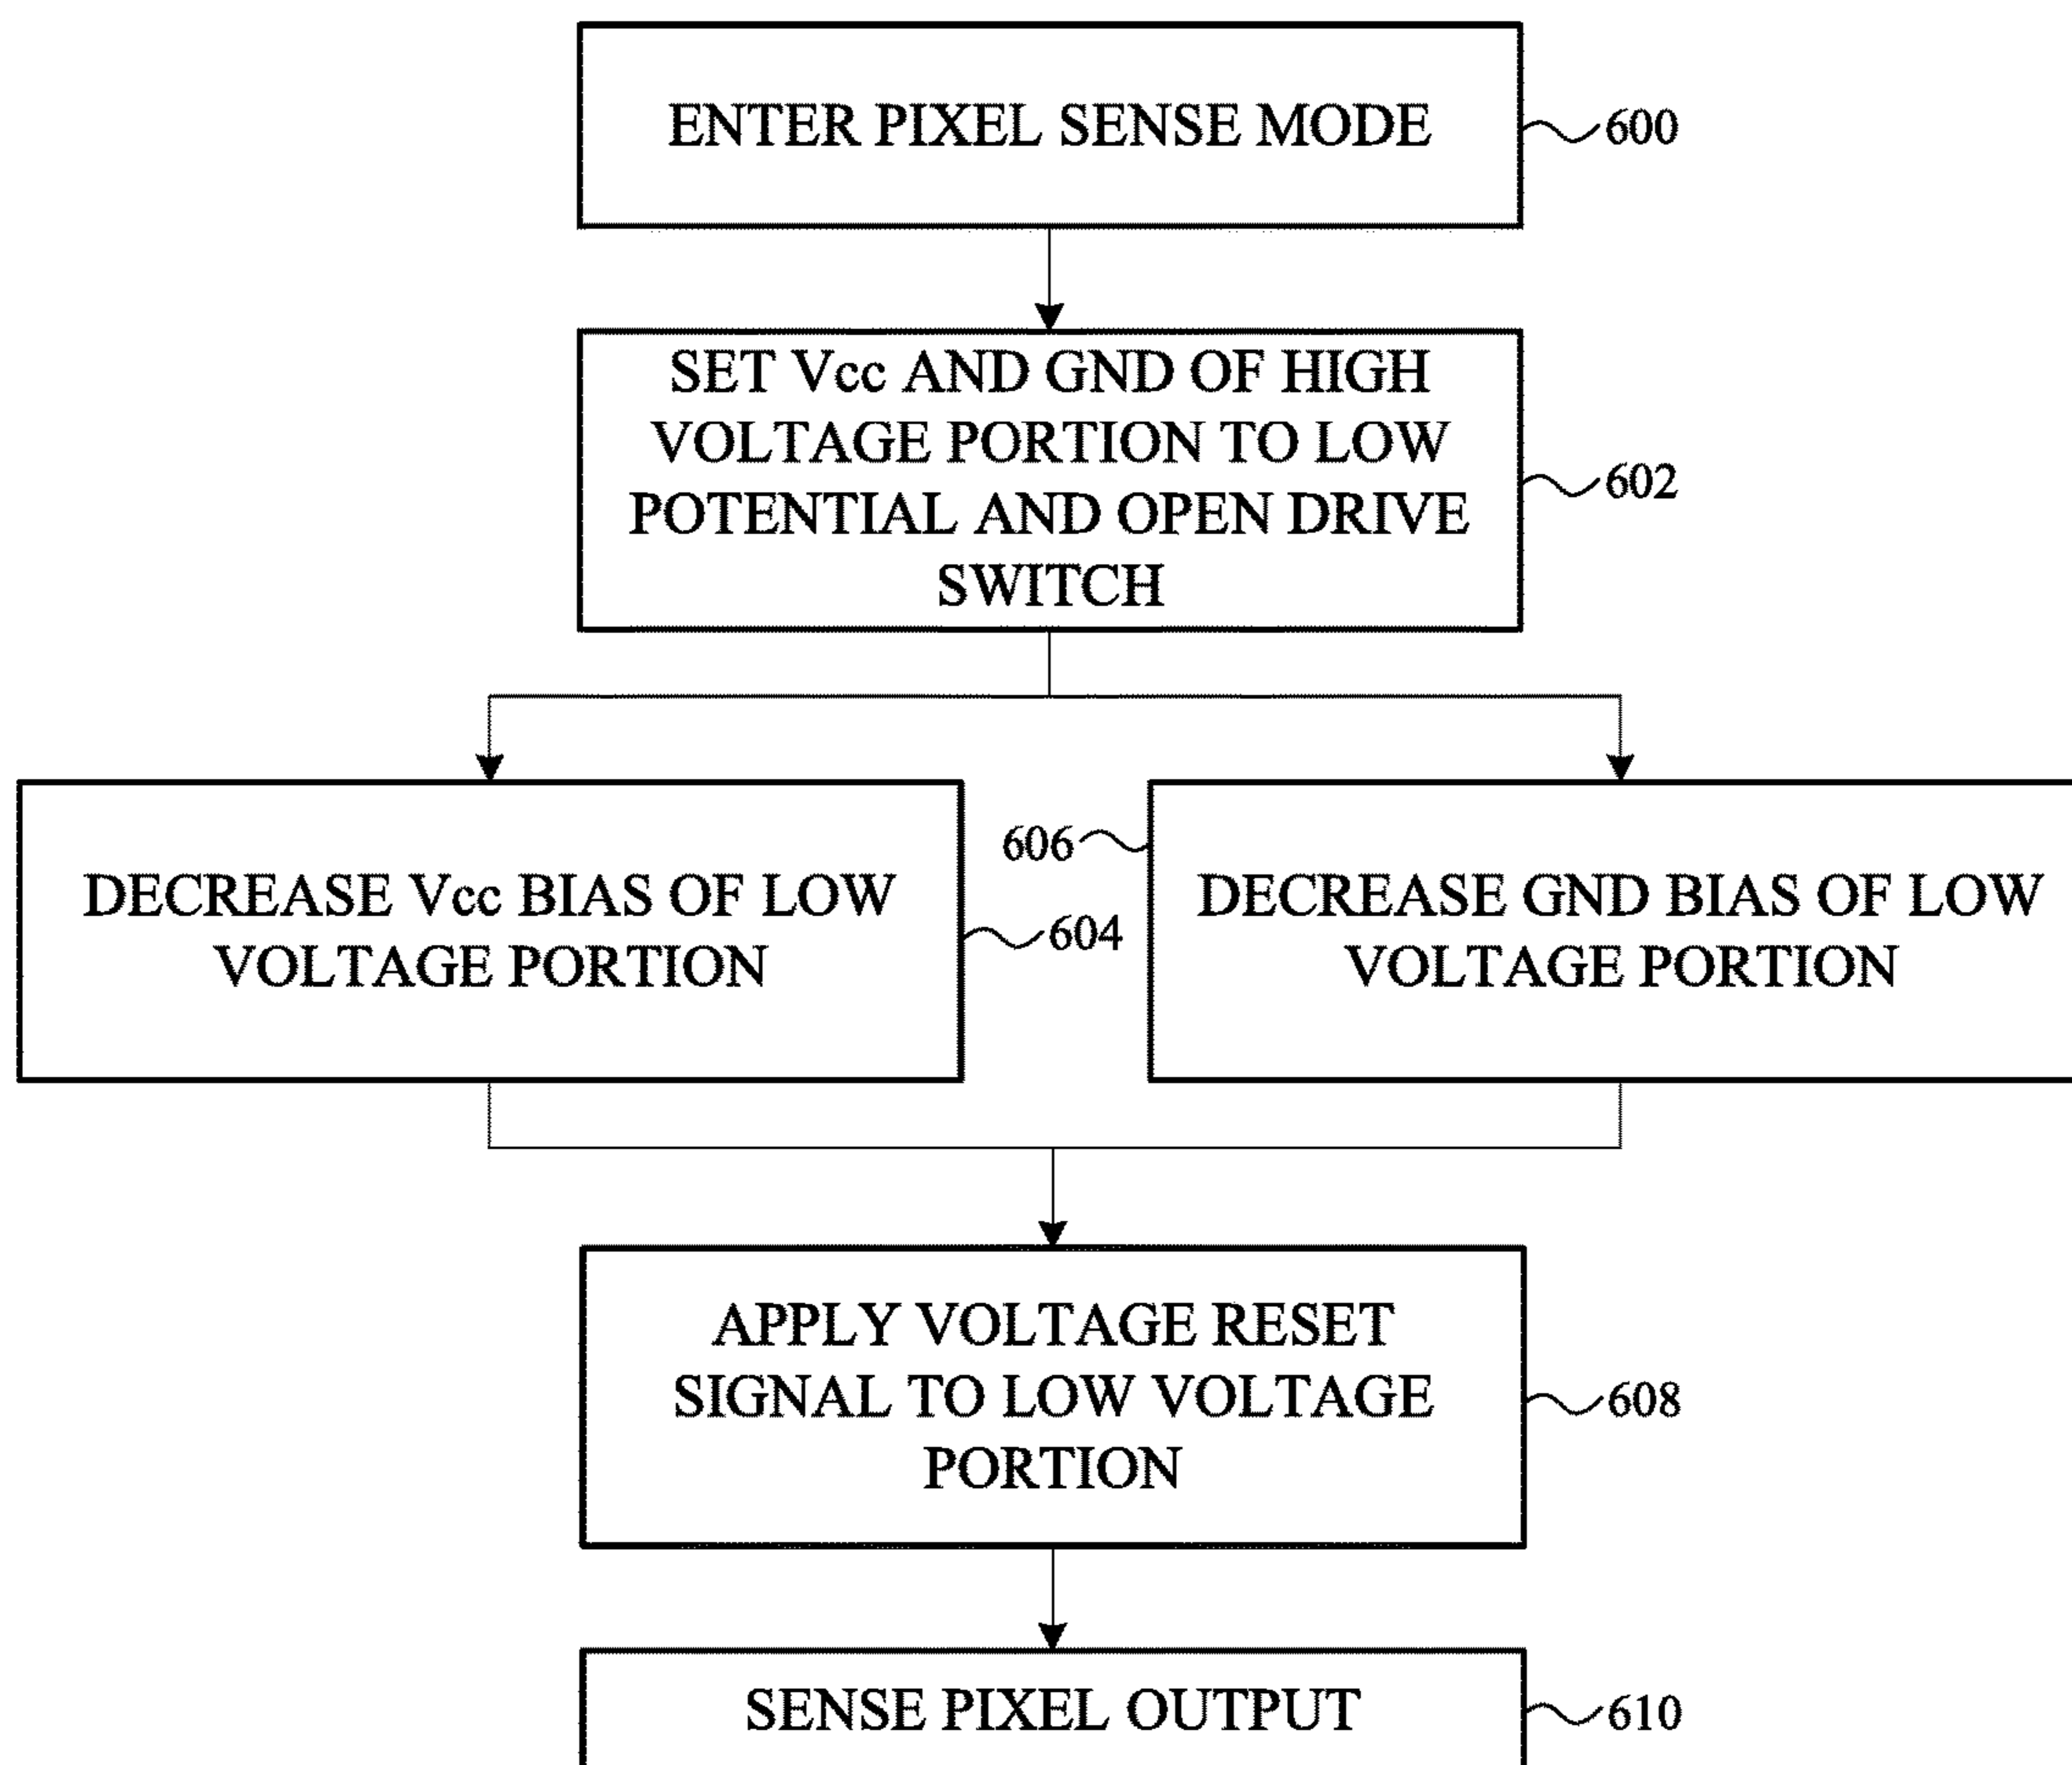 ENTER PIXEL SENSE MODE
600
SET Vcc AND GND OF HIGH
VOLTAGE PORTION TO LOW
POTENTIAL AND OPEN DRIVE
SWITCH
602
DECREASE Vcc BIAS OF LOW
VOLTAGE PORTION
604
606
DECREASE GND BIAS OF LOW
VOLTAGE PORTION
APPLY VOLTAGE RESET
SIGNAL TO LOW VOLTAGE
PORTION
608
SENSE PIXEL OUTPUT
610